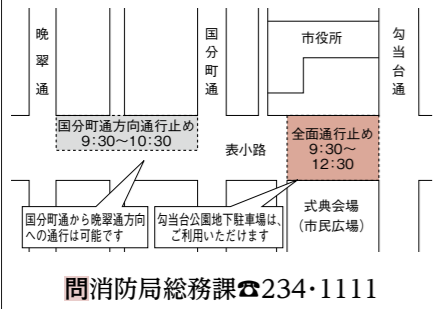 晩翠通
国分町通
市役所
勾当台通
国分町通方向通行止め
9:30～10:30
表小路
全面通行止め
9:30～
12:30
国分町通から晩翠通方向
への通行は可能です
勾当台公園地下駐車場は、
ご利用いただけます
式典会場
（市民広場）
問消防局総務課☎234・1111